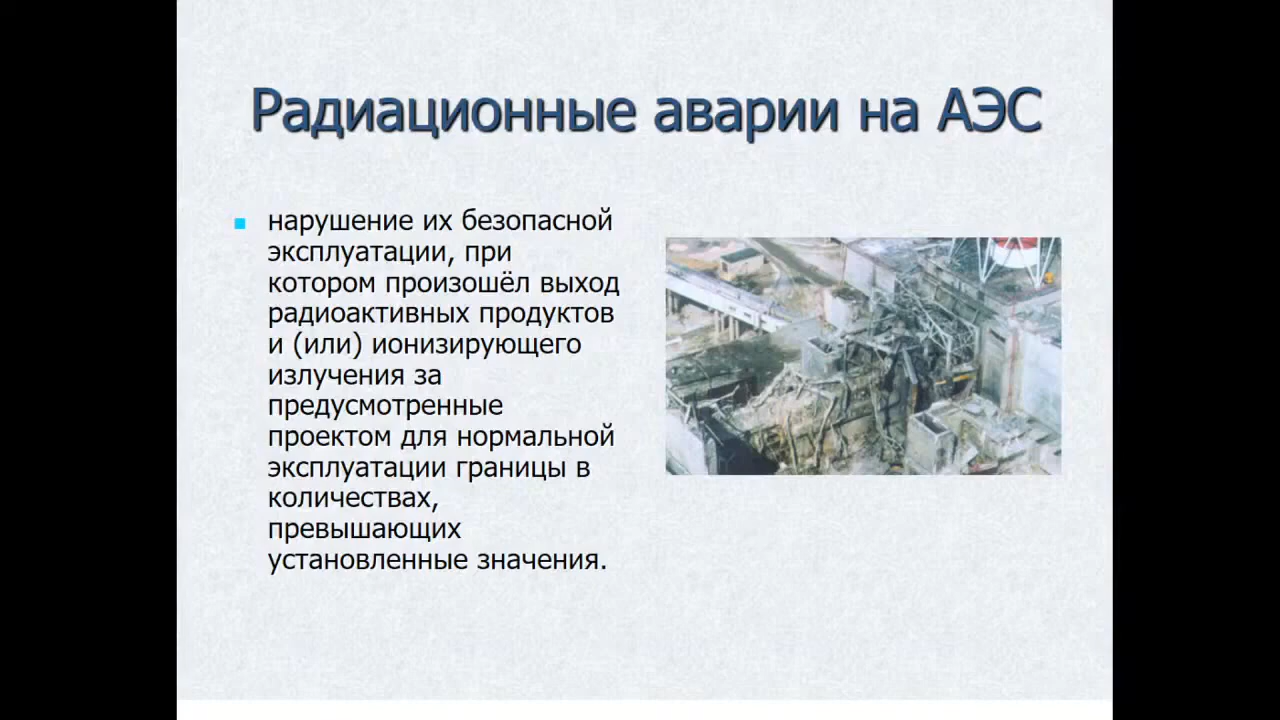 Радиационные аварии на АЭС
нарушение их безопасной
эксплуатации, при
котором произошёл выход
радиоактивных продуктов
и (или) ионизирующего
излучения за
предусмотренные
проектом для нормальной
эксплуатации границы в
количествах,
превышающих
установленные значения.